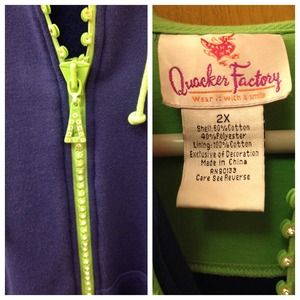 Quacker Factory
Wear it with a smile
2X
Shell: 60% Cotton
40% Polyester
Lining: 100% Cotton
Exclusive of Decoration
Made in China
RN90133
Care See Reverse